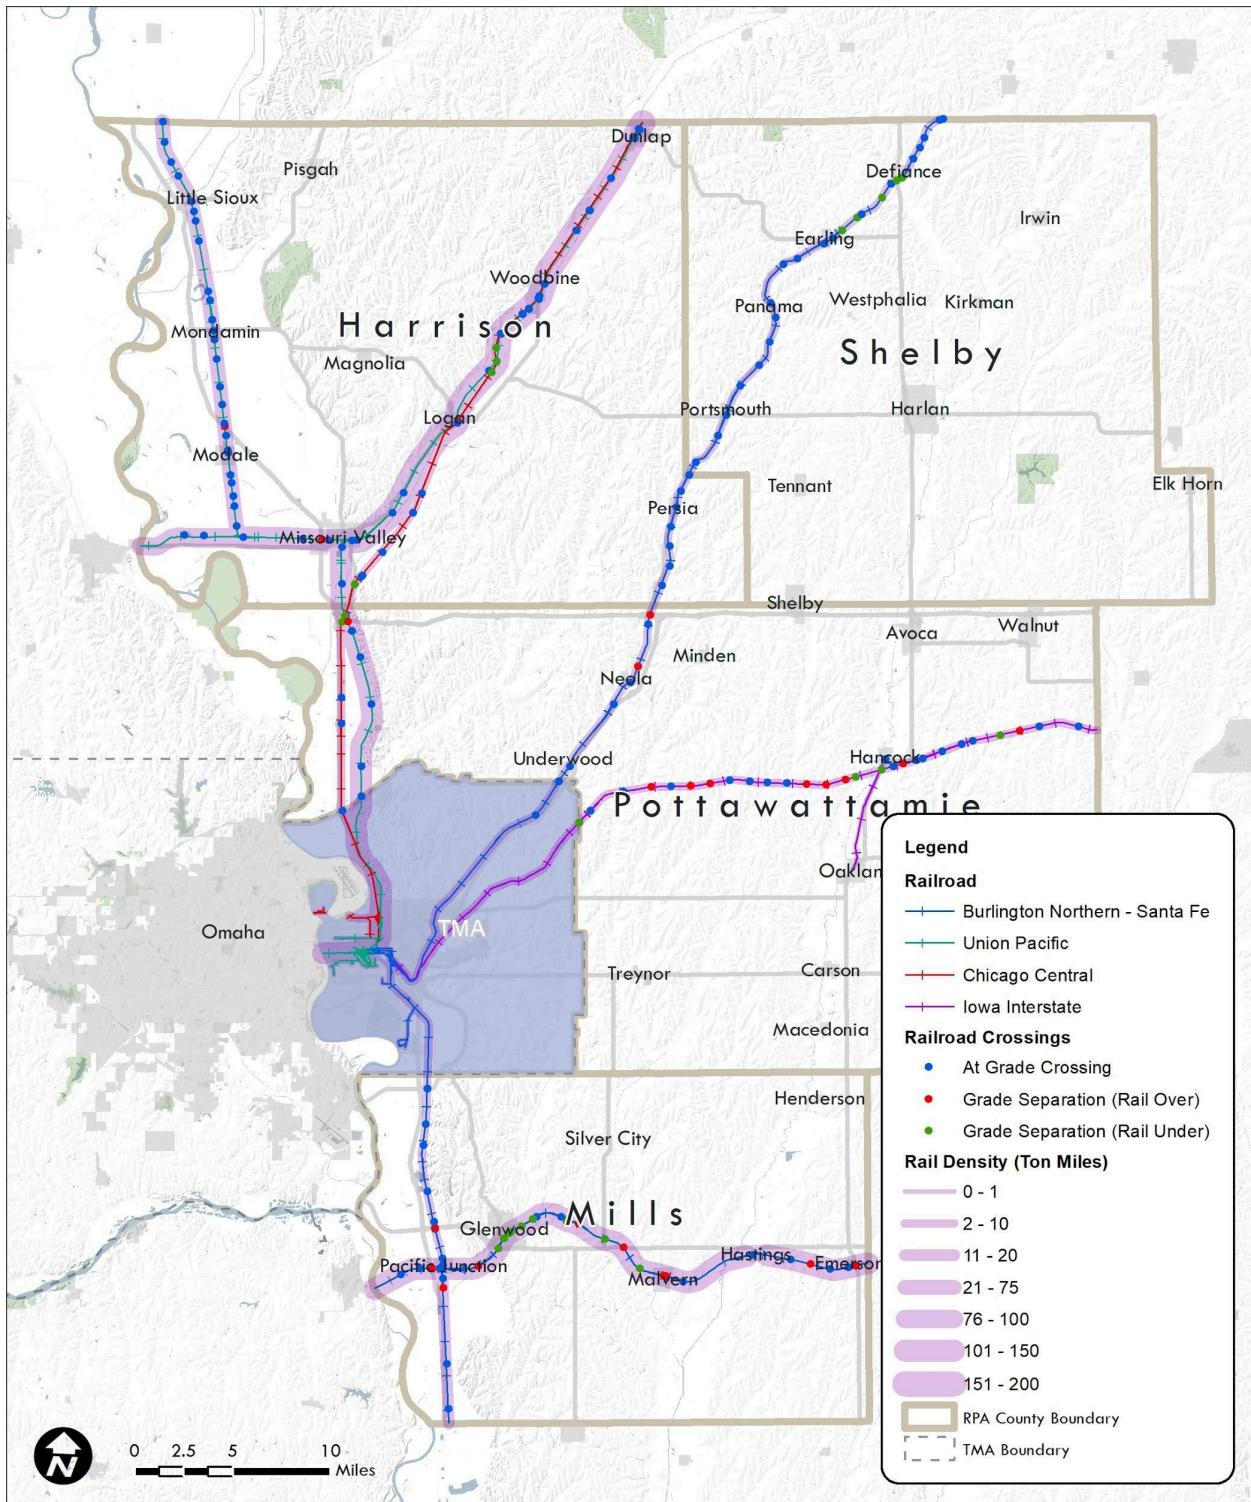 Dunlap
Pisgah
Defiance
Little Sioux
Irwin
Earling
Woodbine
Westphalia
Kirkman
Panama
Harrison
Mondamin
Shelby
Magnolia
Portsmouth
Harlan
Logan
Modale
Tennant
Elk Horn
Persia
Missouri Valley
Shelby
Walnut
Avoca
Minden
Neola
Underwood
Hancock
Pottawattamie
Oaklan
Omaha
TMA
Treynor
Carson
Macedonia
Henderson
Silver City
Mills
Glenwood
Hastings
Pacific Junction
Emerson
Malvern
Legend
Railroad
Burlington Northern - Santa Fe
Union Pacific
Chicago Central
Iowa Interstate
Railroad Crossings
At Grade Crossing
Grade Separation (Rail Over)
Grade Separation (Rail Under)
Rail Density (Ton Miles)
0 - 1
2 - 10
11 - 20
21 - 75
76 - 100
101 - 150
151 - 200
RPA County Boundary
TMA Boundary
N
0 2.5 5 10
Miles